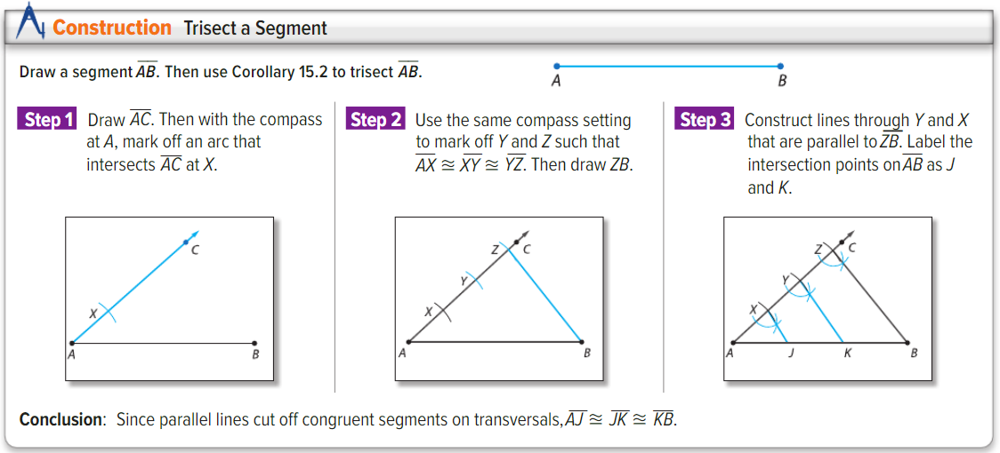 Construction Trisect a Segment
Draw a segment AB. Then use Corollary 15.2 to trisect AB.
A
B
Step 1 Draw AC. Then with the compass
at A, mark off an arc that
intersects AC at X.
Step 2 Use the same compass setting
to mark off Y and Z such that
AX ≅ XY ≅ YZ. Then draw ZB.
Step 3 Construct lines through Y and X
that are parallel to ZB. Label the
intersection points on AB as J
and K.
C
X
A
B
Z
C
Y
X
A
B
Z
C
Y
X
A
J
K
B
Conclusion: Since parallel lines cut off congruent segments on transversals, AJ ≅ JK ≅ KB.